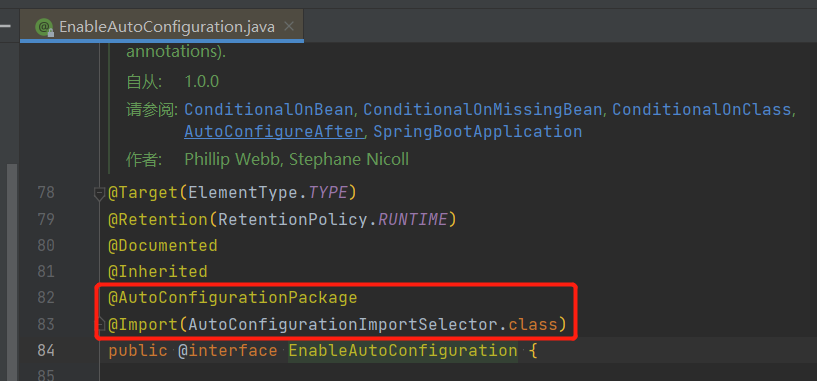 EnableAutoConfiguration.java
annotations).
自从: 1.0.0
请参阅: ConditionalOnBean, ConditionalOnMissingBean, ConditionalOnClass,
AutoConfigureAfter, SpringBootApplication
作者: Phillip Webb, Stephane Nicoll
78 @Target(ElementType.TYPE)
79 @Retention(RetentionPolicy.RUNTIME)
80 @Documented
81 @Inherited
82 @AutoConfigurationPackage
83 @Import(AutoConfigurationImportSelector.class)
84 public @interface EnableAutoConfiguration {
85